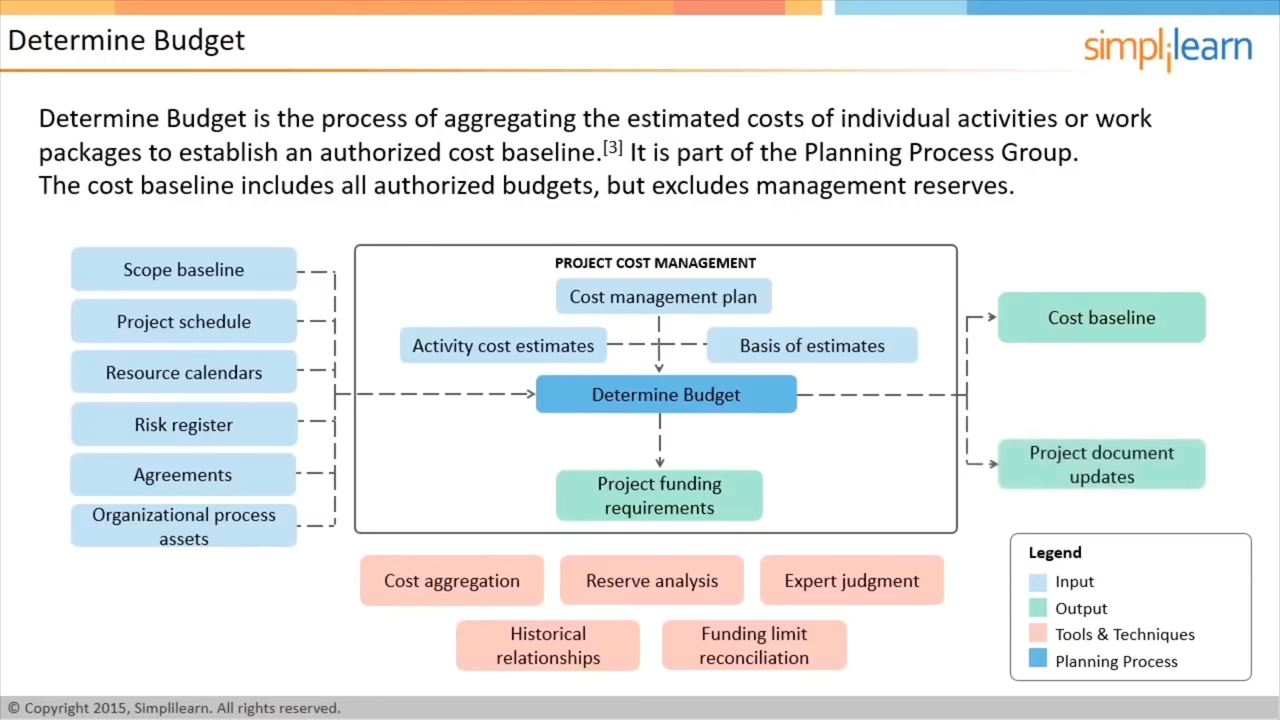 Determine Budget
simplilearn
Determine Budget is the process of aggregating the estimated costs of individual activities or work
packages to establish an authorized cost baseline.[3] It is part of the Planning Process Group.
The cost baseline includes all authorized budgets, but excludes management reserves.
Scope baseline
Project schedule
Resource calendars
Risk register
Agreements
Organizational process
assets
PROJECT COST MANAGEMENT
Cost management plan
Activity cost estimates
Basis of estimates
Determine Budget
Project funding
requirements
Cost baseline
Project document
updates
Cost aggregation
Reserve analysis
Expert judgment
Historical
relationships
Funding limit
reconciliation
Legend
Input
Output
Tools & Techniques
Planning Process
© Copyright 2015, Simplilearn. All rights reserved.